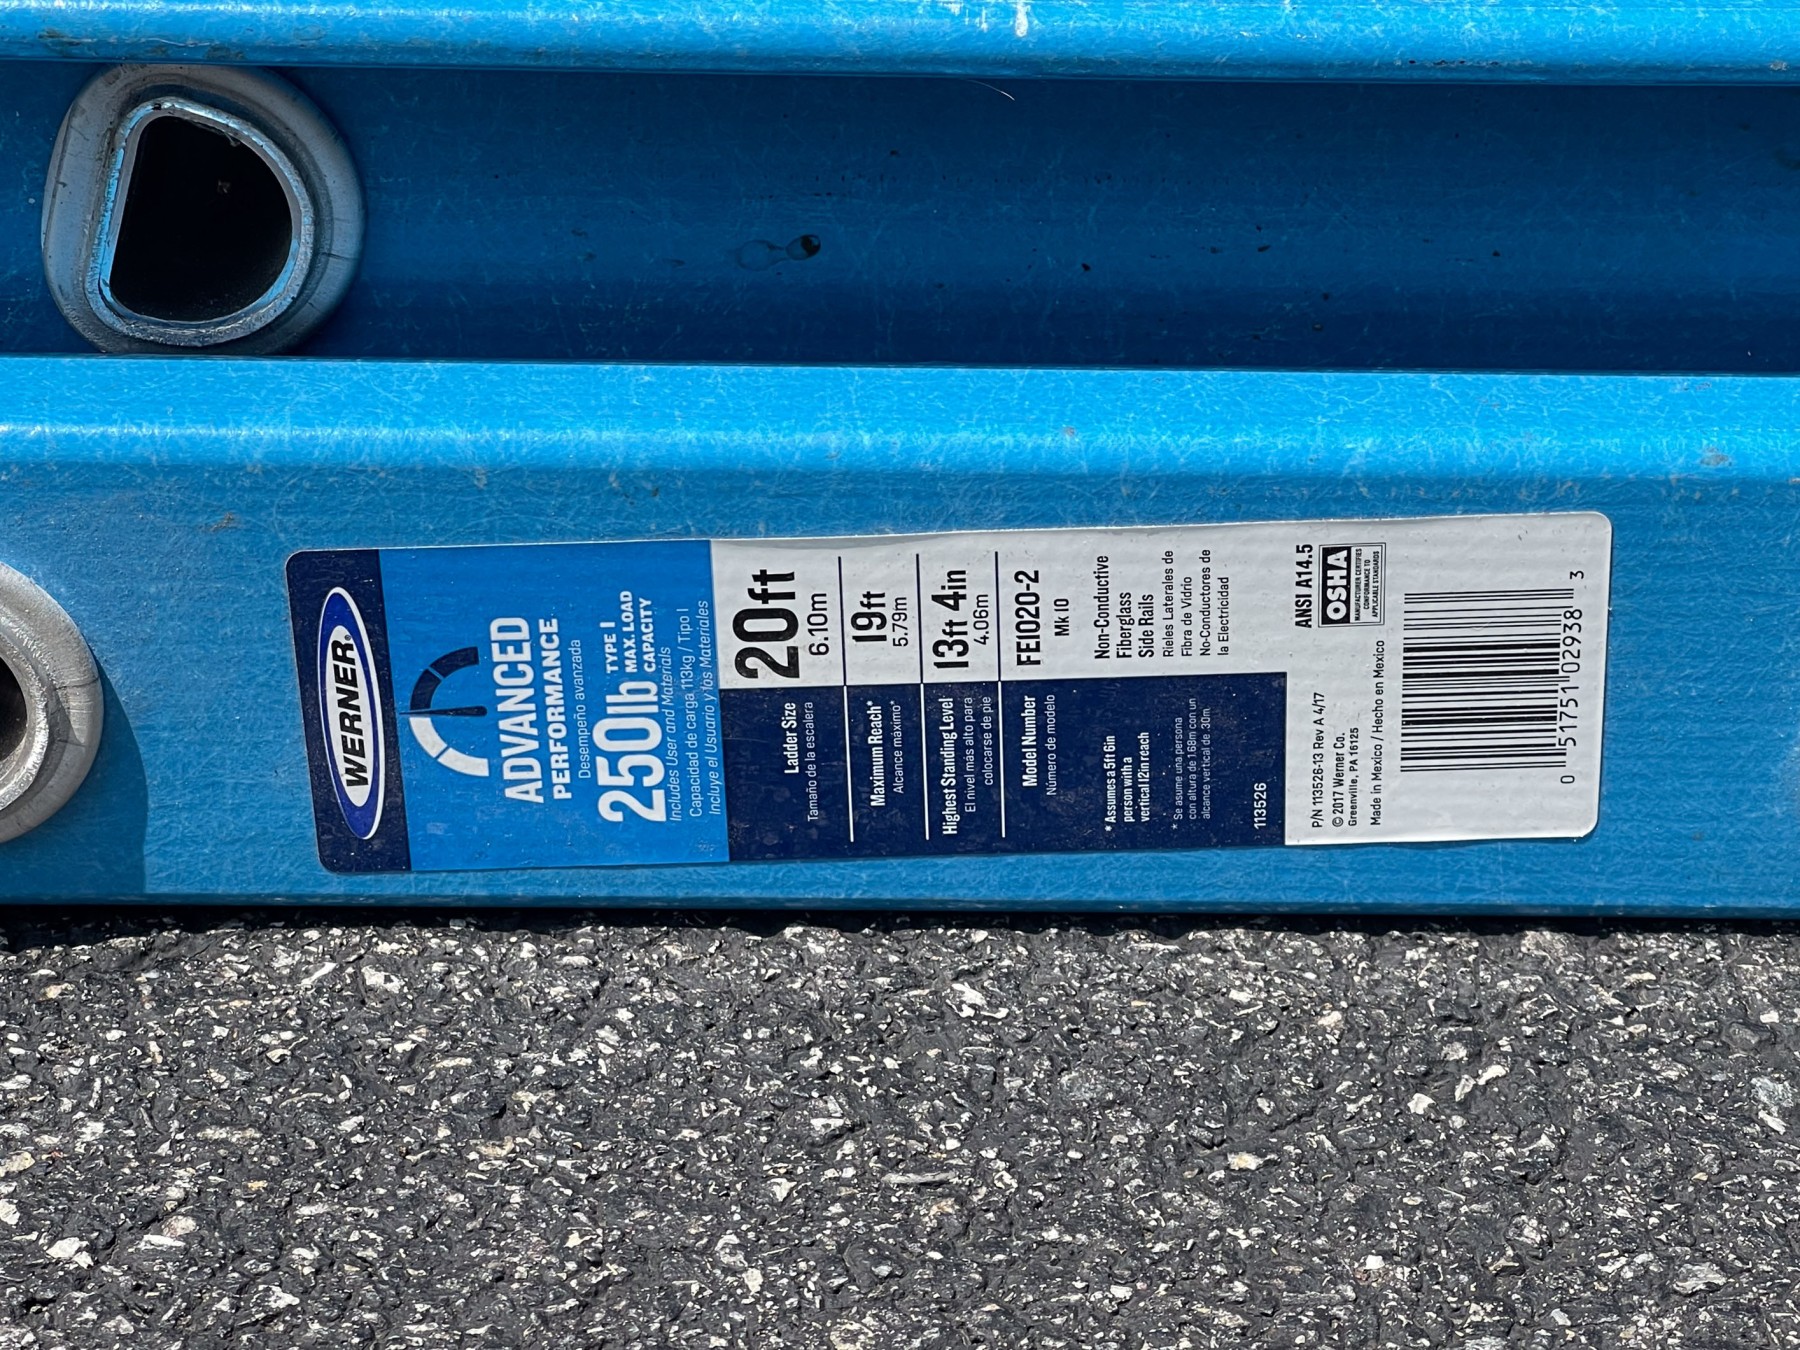 WERNER®
ADVANCED
PERFORMANCE
Desempeño avanzada
250lb TYPE I
MAX. LOAD
CAPACITY
Includes User and Materials
Capacidad de carga 113kg / Tipo I
Incluye el Usuario y los Materiales
Ladder Size
Tamaño de la escalera
20ft
6.10m
Maximum Reach*
Alcance máximo*
19ft
5.79m
Highest Standing Level
El nivel más alto para
colocarse de pie
13ft 4in
4.06m
Model Number
Número de modelo
FE1020-2
Mk 10
* Assumes a 5ft 6in
person with a
vertical 12in reach
* Se asume una persona
con altura de 1.68m con un
alcance vertical de .30m
113526
Non-Conductive
Fiberglass
Side Rails
Rieles Laterales de
Fibra de Vidrio
No-Conductores de
la Electricidad
ANSI A14.5
OSHA
MANUFACTURER CERTIFIES
CONFORMANCE TO
APPLICABLE STANDARDS
P/N 113526-13 Rev A 4/17
© 2017 Werner Co.
Greenville, PA 16125
Made in Mexico / Hecho en Mexico
0 51751 02938 3